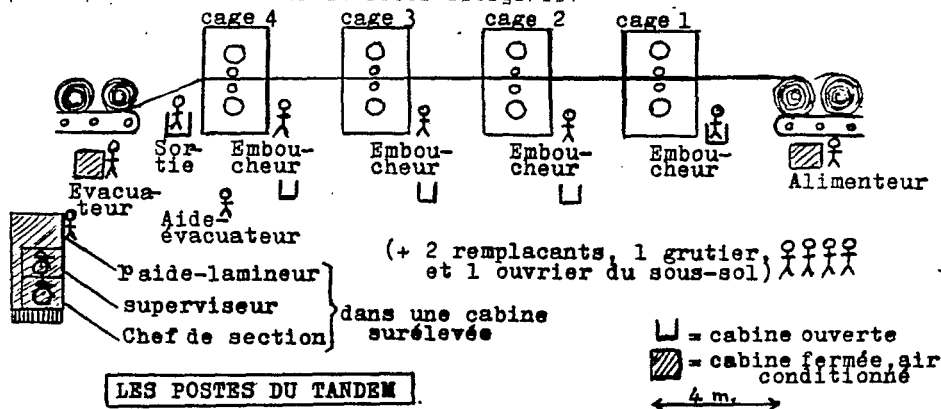 cage 4
cage 3
cage 2
cage 1
Sor-
tie
Embou-
cheur
Embou-
cheur
Embou-
cheur
Embou-
cheur
Alimenteur
Evacua-
teur
Aide-
évacuateur
(+ 2 remplacants, 1 grutier,
et 1 ouvrier du sous-sol)
aide-lamineur
superviseur
Chef de section
dans une cabine
surélevée
= cabine ouverte
= cabine fermée, air
conditionné
4 m.
LES POSTES DU TANDEM